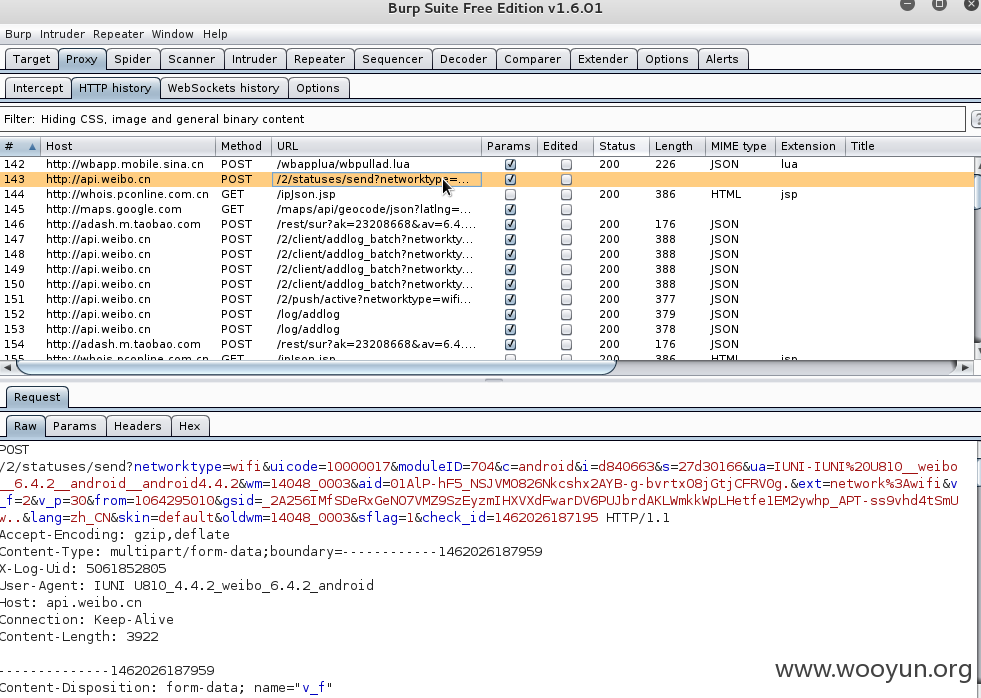 Burp Suite Free Edition v1.6.01
Burp Intruder Repeater Window Help
Target Proxy Spider Scanner Intruder Repeater Sequencer Decoder Comparer Extender Options Alerts
Intercept HTTP history WebSockets history Options
Filter: Hiding CSS, image and general binary content
# Host Method URL Params Edited Status Length MIME type Extension Title
142 http://wbapp.mobile.sina.cn POST /wbapplua/wbpullad.lua 200 226 JSON lua
143 http://api.weibo.cn POST /2/statuses/send?networktype=...
144 http://whois.pconline.com.cn GET /ipJson.jsp 200 386 HTML jsp
145 http://maps.google.com GET /maps/api/geocode/json?latlng=...
146 http://adash.m.taobao.com POST /rest/sur?ak=23208668&av=6.4.... 200 176 JSON
147 http://api.weibo.cn POST /2/client/addlog_batch?networkty... 200 388 JSON
148 http://api.weibo.cn POST /2/client/addlog_batch?networkty... 200 388 JSON
149 http://api.weibo.cn POST /2/client/addlog_batch?networkty... 200 388 JSON
150 http://api.weibo.cn POST /2/client/addlog_batch?networkty... 200 388 JSON
151 http://api.weibo.cn POST /2/push/active?networktype=wifi... 200 377 JSON
152 http://api.weibo.cn POST /log/addlog 200 379 JSON
153 http://api.weibo.cn POST /log/addlog 200 378 JSON
154 http://adash.m.taobao.com POST /rest/sur?ak=23208668&av=6.4.... 200 176 JSON
155 http://whois.pconline.com.cn GET /ipJson.jsp 200 386 HTML jsp
Request
Raw Params Headers Hex
POST
/2/statuses/send?networktype=wifi&uicode=10000017&moduleID=704&c=android&i=d840663&s=27d30166&ua=IUNI-IUNI%20U810__weibo
__6.4.2__android__android4.4.2&wm=14048_0003&aid=01AlP-hF5_NSJVM0826Nkcshx2AYB-g-bvrtxO8jGtjCFRV0g.&ext=network%3Awifi&v
_f=2&v_p=30&from=1064295010&gsid=_2A256IMfSDeRxGeNO7VMZ9SzEyzmIHXVXdFwarDV6PUJbrdAKLWmkkWpLHetfe1EM2ywhp_APT-ss9vhd4tSmU
w..&lang=zh_CN&skin=default&oldwm=14048_0003&sflag=1&check_id=1462026187195 HTTP/1.1
Accept-Encoding: gzip,deflate
Content-Type: multipart/form-data;boundary=------------1462026187959
X-Log-Uid: 5061852805
User-Agent: IUNI U810_4.4.2_weibo_6.4.2_android
Host: api.weibo.cn
Connection: Keep-Alive
Content-Length: 3922
--------------1462026187959
Content-Disposition: form-data; name="v_f"
www.wooyun.org